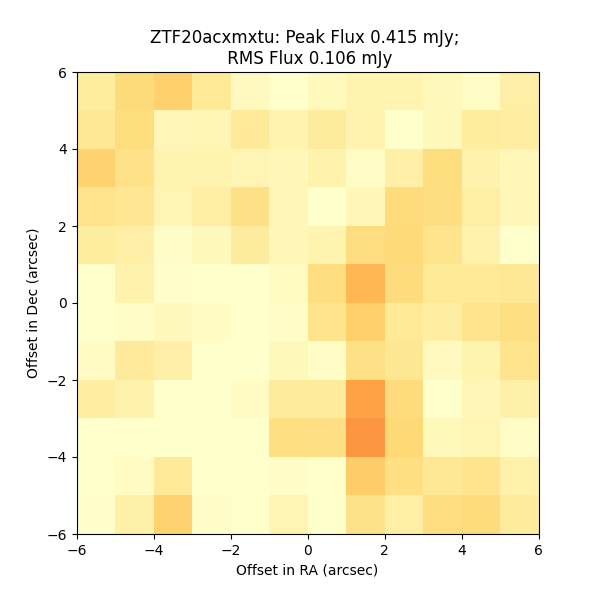 ZTF20acxmxtu: Peak Flux 0.415 mJy;
RMS Flux 0.106 mJy
6
4
2
0
−2
−4
−6
Offset in Dec (arcsec)
−6 −4 −2 0 2 4 6
Offset in RA (arcsec)